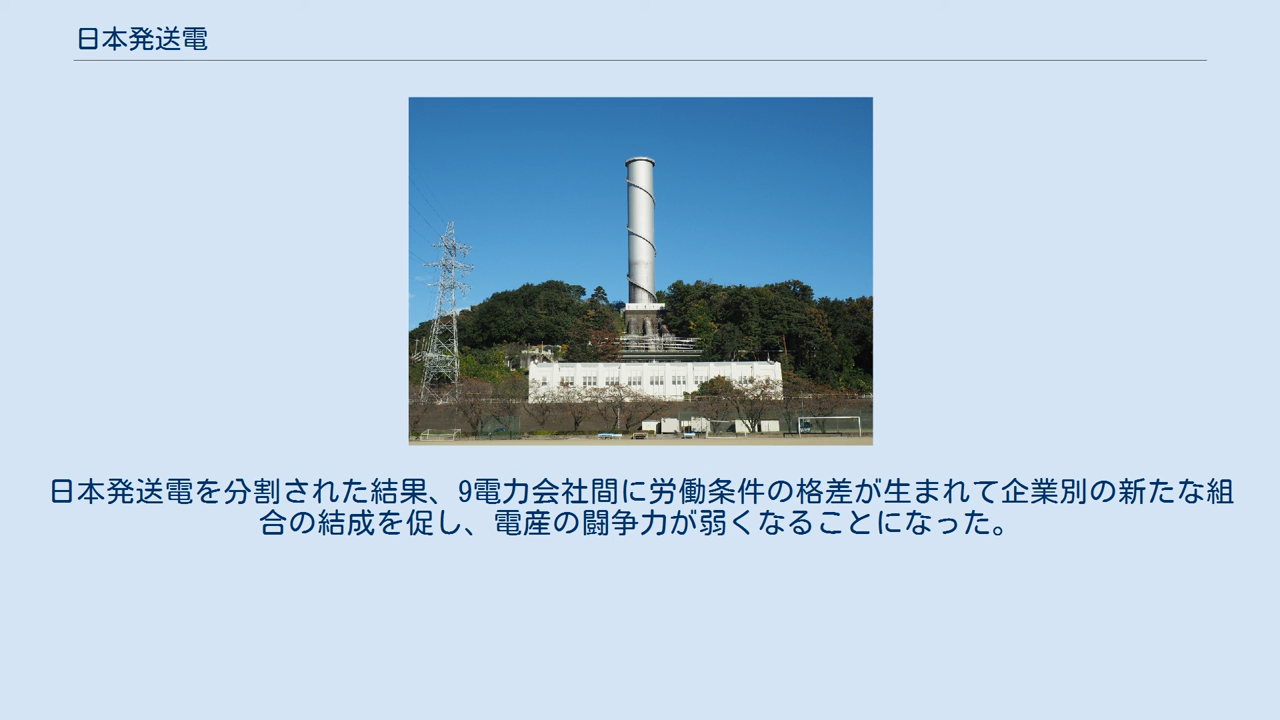 日本発送電
日本発送電を分割された結果、9電力会社間に労働条件の格差が生まれて企業別の新たな組
合の結成を促し、電産の闘争力が弱くなることになった。